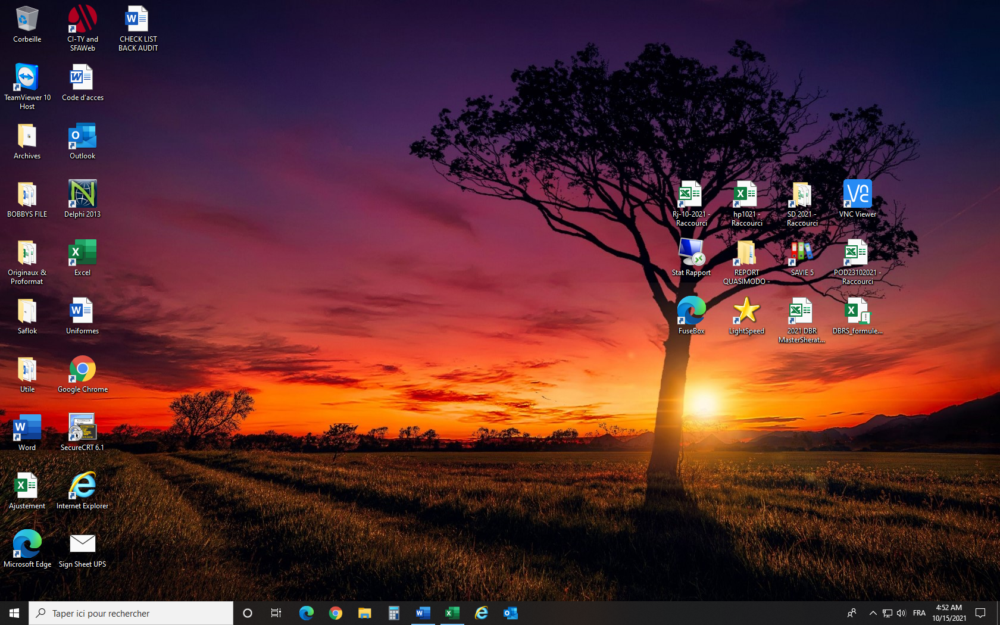 Corbeille
CI-TY and
SFAWeb
CHECK LIST
BACK AUDIT
TeamViewer 10
Host
Code d'acces
Archives
Outlook
BOBBYS FILE
Delphi 2013
Originaux &
Proformat
Excel
Saflok
Uniformes
Utile
Google Chrome
Word
SecureCRT 6.1
Ajustement
Internet Explorer
Microsoft Edge
Sign Sheet UPS
Rj-10-2021 -
Raccourci
hp1021 -
Raccourci
SD 2021 -
Raccourci
VNC Viewer
Stat Rapport
REPORT
QUASIMODO -
SAVIE 5
POD23102021 -
Raccourci
FuseBox
LightSpeed
2021 DBR
MasterSherat...
DBRS_formule...
Taper ici pour rechercher
FRA
4:52 AM
10/15/2021